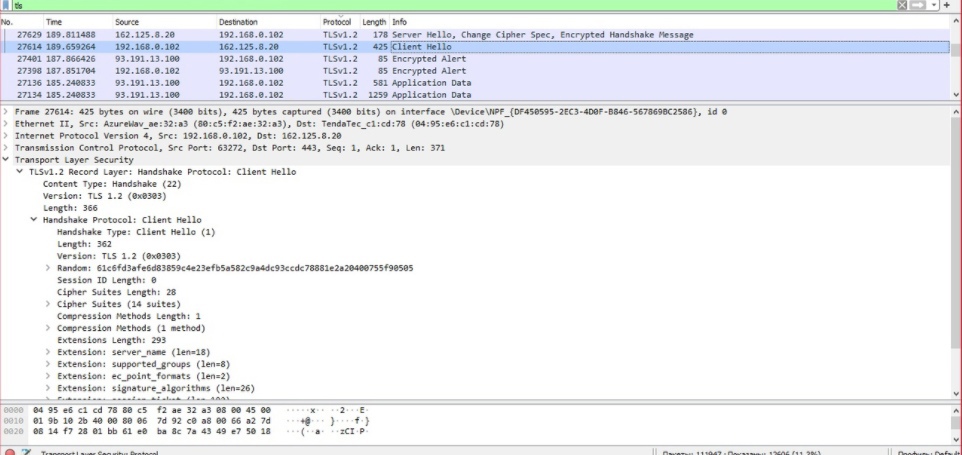 tls
No. Time Source Destination Protocol Length Info
27629 189.811488 162.125.8.20 192.168.0.102 TLSv1.2 178 Server Hello, Change Cipher Spec, Encrypted Handshake Message
27614 189.659264 192.168.0.102 162.125.8.20 TLSv1.2 425 Client Hello
27401 187.866426 93.191.13.100 192.168.0.102 TLSv1.2 85 Encrypted Alert
27398 187.851704 192.168.0.102 93.191.13.100 TLSv1.2 85 Encrypted Alert
27136 185.240833 93.191.13.100 192.168.0.102 TLSv1.2 581 Application Data
27134 185.240833 93.191.13.100 192.168.0.102 TLSv1.2 1259 Application Data
Frame 27614: 425 bytes on wire (3400 bits), 425 bytes captured (3400 bits) on interface \Device\NPF_{DF450595-2EC3-4D0F-B846-567869BC2586}, id 0
Ethernet II, Src: AzureWav_ae:32:a3 (80:c5:f2:ae:32:a3), Dst: TendaTec_c1:cd:78 (04:95:e6:c1:cd:78)
Internet Protocol Version 4, Src: 192.168.0.102, Dst: 162.125.8.20
Transmission Control Protocol, Src Port: 63272, Dst Port: 443, Seq: 1, Ack: 1, Len: 371
Transport Layer Security
TLSv1.2 Record Layer: Handshake Protocol: Client Hello
Content Type: Handshake (22)
Version: TLS 1.2 (0x0303)
Length: 366
Handshake Protocol: Client Hello
Handshake Type: Client Hello (1)
Length: 362
Version: TLS 1.2 (0x0303)
Random: 61c6fd3afe6d83859c4e23efb5a582c9a4dc93ccdc78881e2a20400755f90505
Session ID Length: 0
Cipher Suites Length: 28
Cipher Suites (14 suites)
Compression Methods Length: 1
Compression Methods (1 method)
Extensions Length: 293
Extension: server_name (len=18)
Extension: supported_groups (len=8)
Extension: ec_point_formats (len=2)
Extension: signature_algorithms (len=26)
0000 04 95 e6 c1 cd 78 80 c5 f2 ae 32 a3 08 00 45 00 ·····x·· ··2···E·
0010 01 9b 10 2b 40 00 80 06 7d 92 c0 a8 00 66 a2 7d ···+@··· }····f·}
0020 08 14 f7 28 01 bb 61 e0 ba 8c 7a 43 49 e7 50 18 ···(··a· ··zCI·P·
Transport Layer Security: Protocol Пакеты: 111947 · Показаны: 12606 (11.3%) Профиль: Default